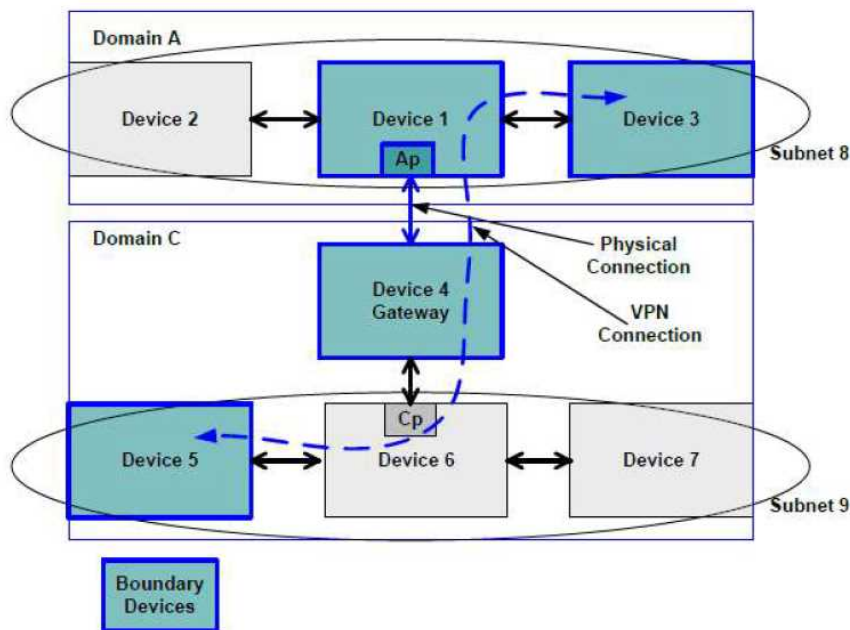 Domain A
Device 2
Device 1
Device 3
Ap
Subnet 8
Domain C
Physical
Connection
Device 4
Gateway
VPN
Connection
Cp
Device 5
Device 6
Device 7
Subnet 9
Boundary
Devices